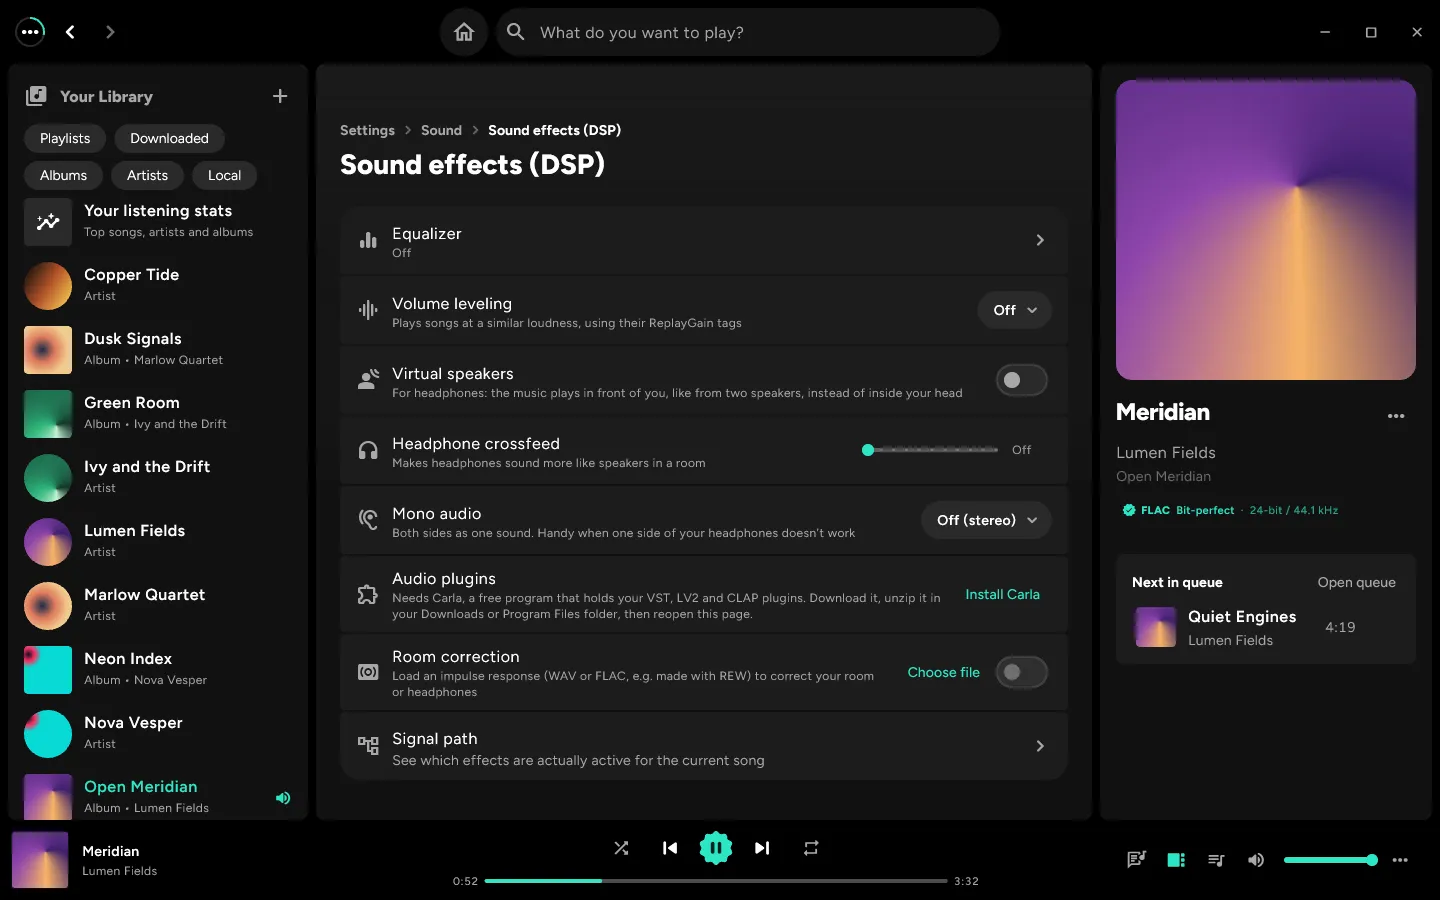 What do you want to play?
Your Library
Playlists
Downloaded
Albums
Artists
Local
Your listening stats
Top songs, artists and albums
Copper Tide
Artist
Dusk Signals
Album • Marlow Quartet
Green Room
Album • Ivy and the Drift
Ivy and the Drift
Artist
Lumen Fields
Artist
Marlow Quartet
Artist
Neon Index
Album • Nova Vesper
Nova Vesper
Artist
Open Meridian
Album • Lumen Fields
Settings > Sound > Sound effects (DSP)
Sound effects (DSP)
Equalizer
Off
Volume leveling
Plays songs at a similar loudness, using their ReplayGain tags
Off
Virtual speakers
For headphones: the music plays in front of you, like from two speakers, instead of inside your head
Headphone crossfeed
Makes headphones sound more like speakers in a room
Off
Mono audio
Both sides as one sound. Handy when one side of your headphones doesn't work
Off (stereo)
Audio plugins
Needs Carla, a free program that holds your VST, LV2 and CLAP plugins. Download it, unzip it in
your Downloads or Program Files folder, then reopen this page.
Install Carla
Room correction
Load an impulse response (WAV or FLAC, e.g. made with REW) to correct your room
or headphones
Choose file
Signal path
See which effects are actually active for the current song
Meridian
Lumen Fields
Open Meridian
FLAC Bit-perfect · 24-bit / 44.1 kHz
Next in queue
Open queue
Quiet Engines
Lumen Fields
4:19
Meridian
Lumen Fields
0:52
3:32